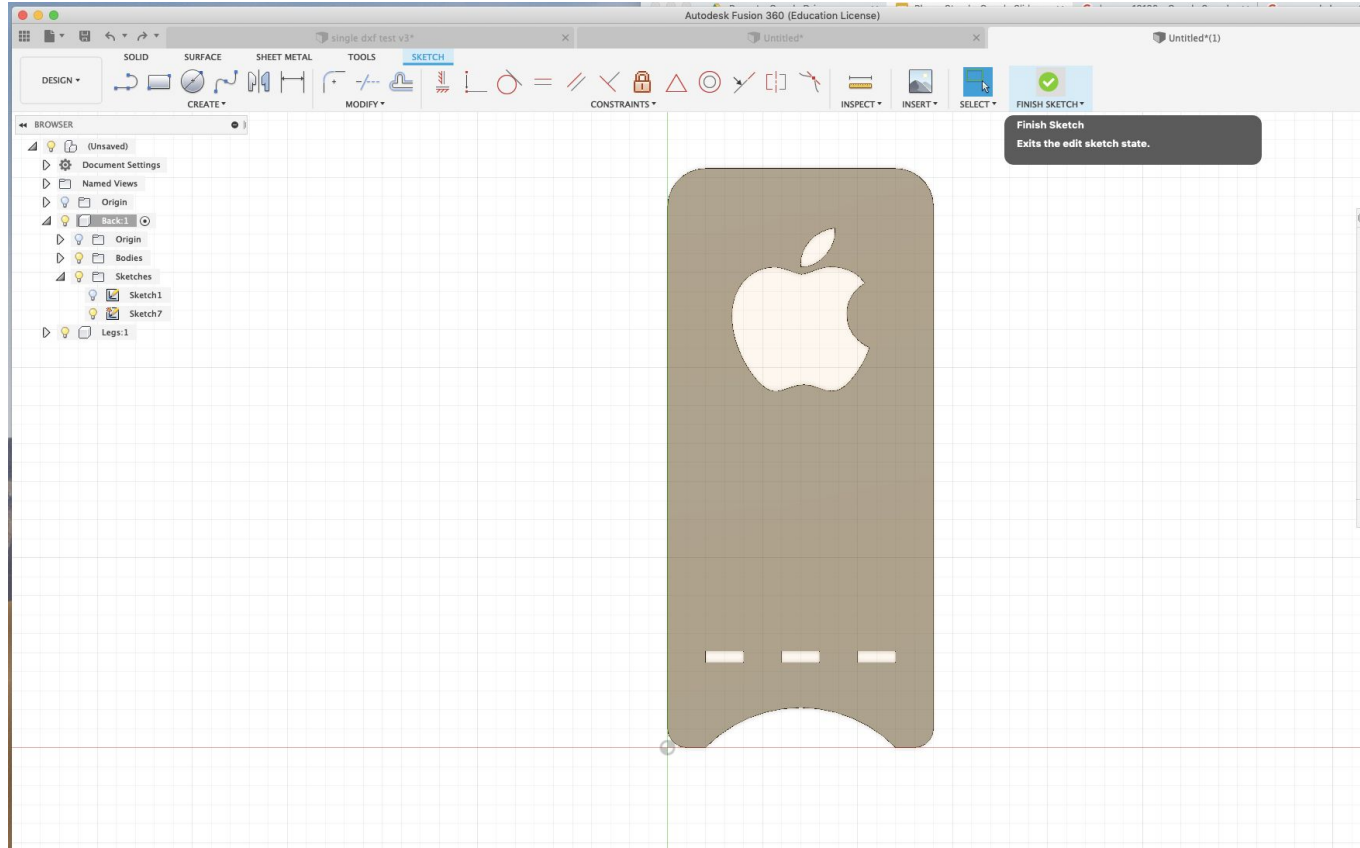 Autodesk Fusion 360 (Education License)
single dxf test v3*
Untitled*
Untitled*(1)
SOLID
SURFACE
SHEET METAL
TOOLS
SKETCH
DESIGN
CREATE
MODIFY
CONSTRAINTS
INSPECT
INSERT
SELECT
FINISH SKETCH
BROWSER
Finish Sketch
Exits the edit sketch state.
(Unsaved)
Document Settings
Named Views
Origin
Back:1
Origin
Bodies
Sketches
Sketch1
Sketch7
Legs:1